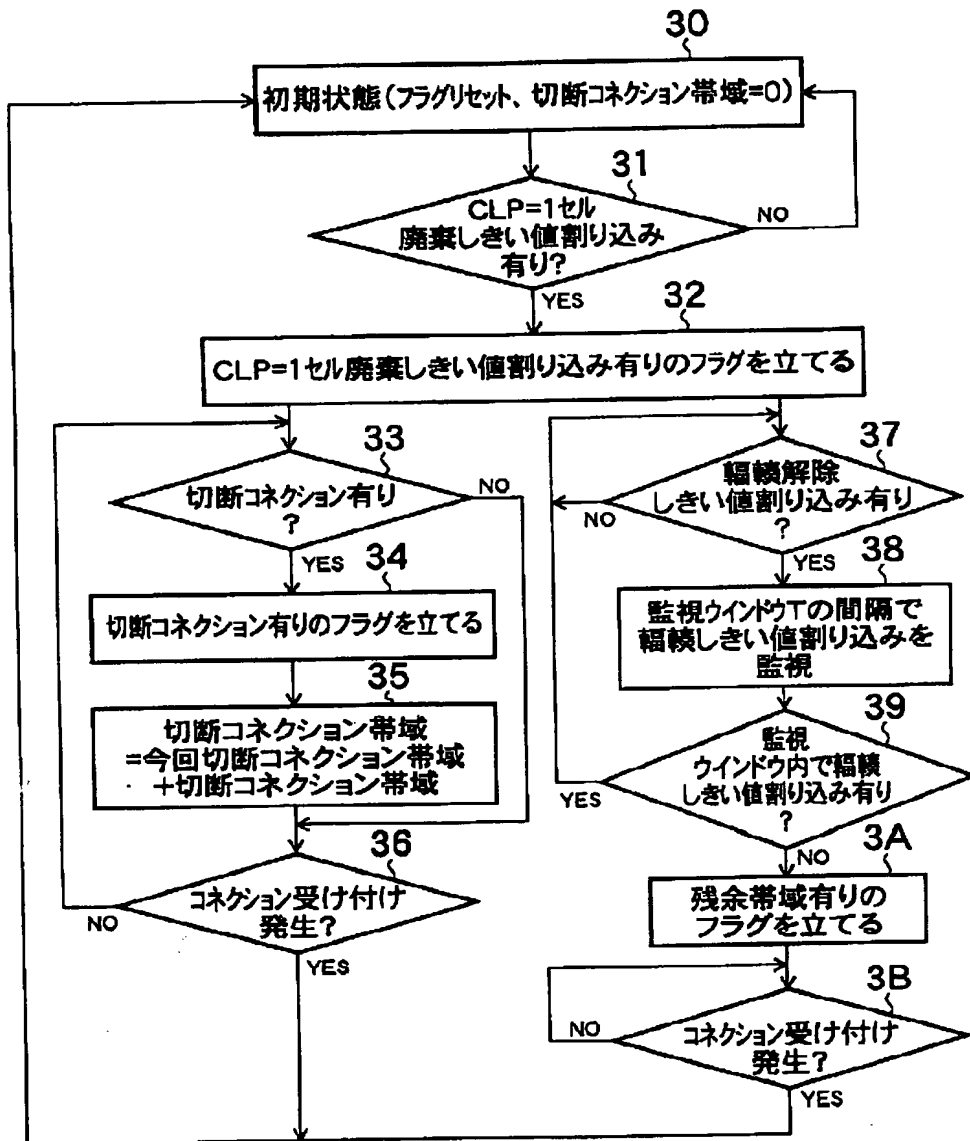 30
初期状態(フラグリセット、切断コネクション帯域=0)
31
CLP=1セル
廃棄しきい値割り込み
有り?
NO
YES
32
CLP=1セル廃棄しきい値割り込み有りのフラグを立てる
33
切断コネクション有り
?
NO
YES
34
切断コネクション有りのフラグを立てる
35
切断コネクション帯域
=今回切断コネクション帯域
+切断コネクション帯域
36
コネクション受け付け
発生?
NO
YES
37
輻輳解除
しきい値割り込み有り
?
NO
YES
38
監視ウインドウTの間隔で
輻輳しきい値割り込みを
監視
39
監視
ウインドウ内で輻輳
しきい値割り込み有り
?
YES
NO
3A
残余帯域有りの
フラグを立てる
3B
コネクション受け付け
発生?
NO
YES